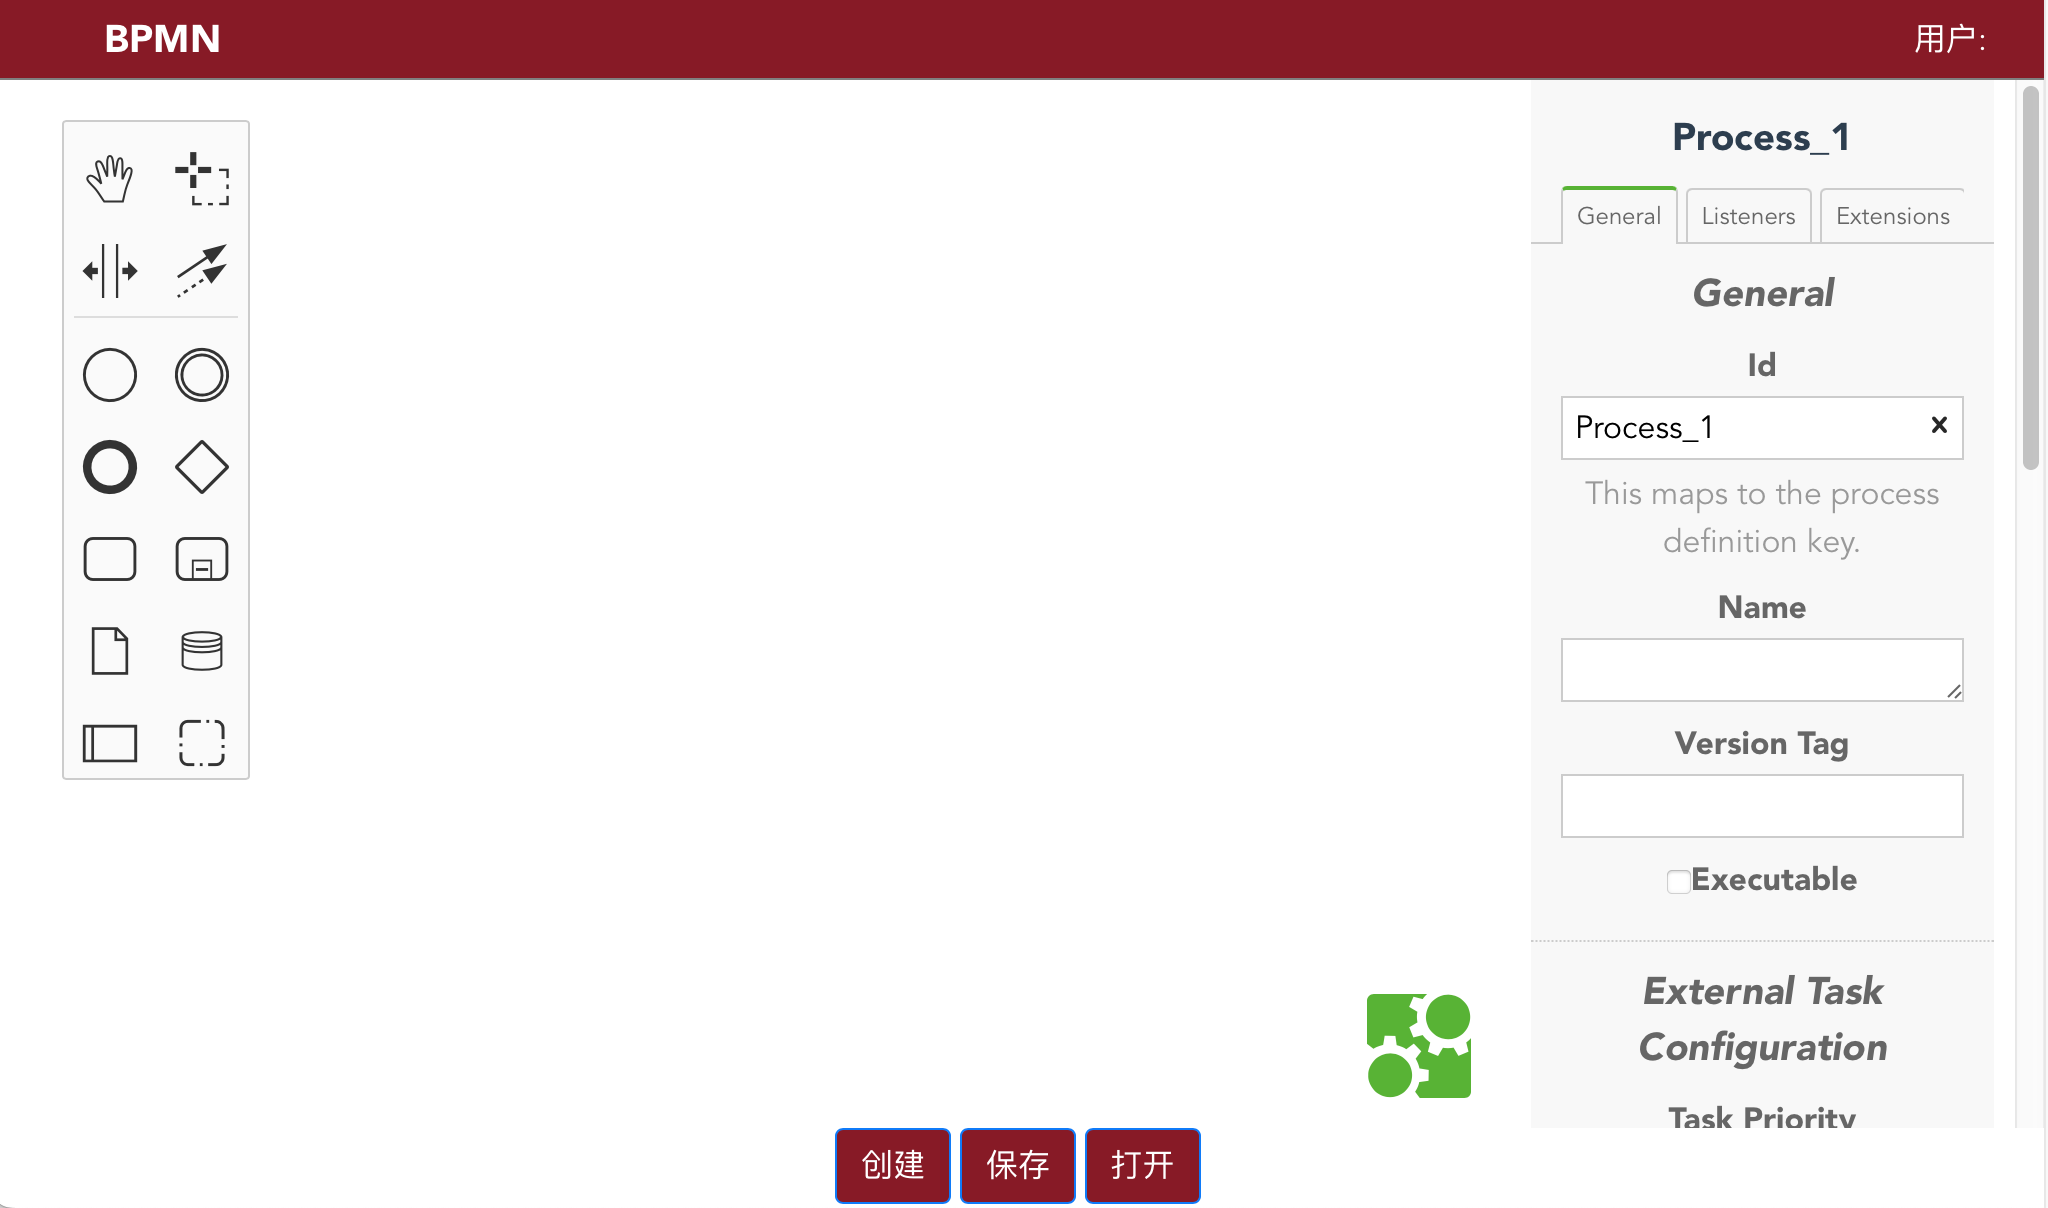 BPMN
用户:
Process_1
General
Listeners
Extensions
General
Id
Process_1
This maps to the process
definition key.
Name
Version Tag
Executable
External Task
Configuration
Task Priority
创建
保存
打开